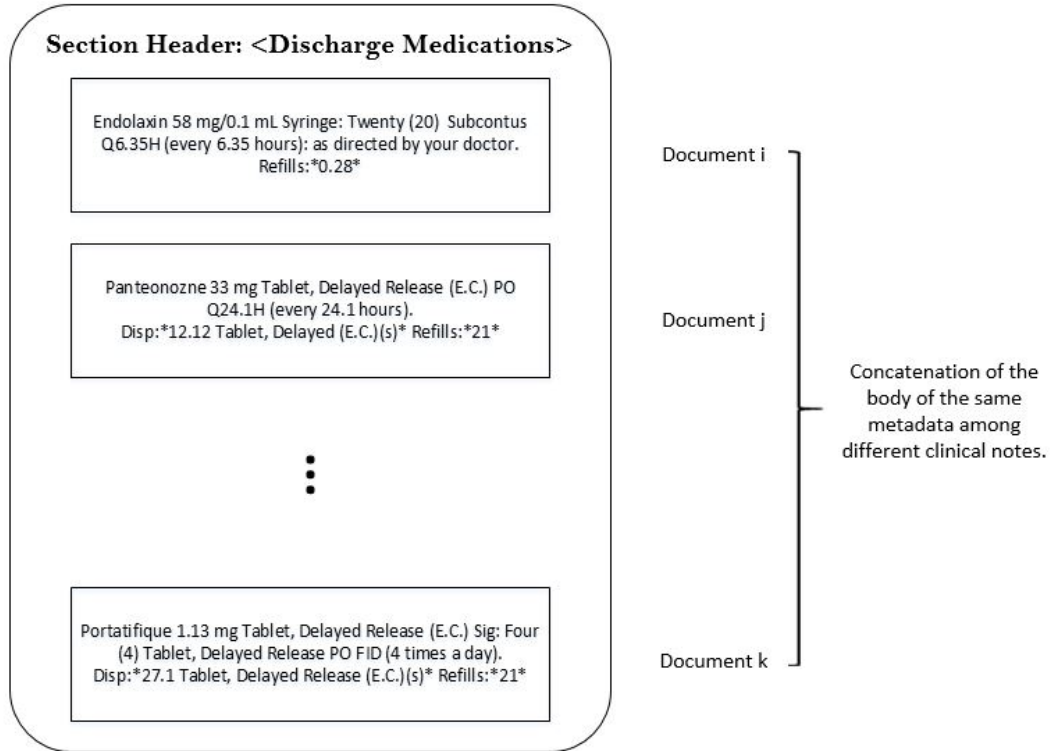 Section Header: <Discharge Medications>
Endolaxin 58 mg/0.1 mL Syringe: Twenty (20) Subcontus
Q6.35H (every 6.35 hours): as directed by your doctor.
Refills:*0.28*
Document i
Panteonozne 33 mg Tablet, Delayed Release (E.C.) PO
Q24.1H (every 24.1 hours).
Disp:*12.12 Tablet, Delayed (E.C.)(s)* Refills:*21*
Document j
Concatenation of the
body of the same
metadata among
different clinical notes.
Portatifique 1.13 mg Tablet, Delayed Release (E.C.) Sig: Four
(4) Tablet, Delayed Release PO FID (4 times a day).
Disp:*27.1 Tablet, Delayed Release (E.C.)(s)* Refills:*21*
Document k